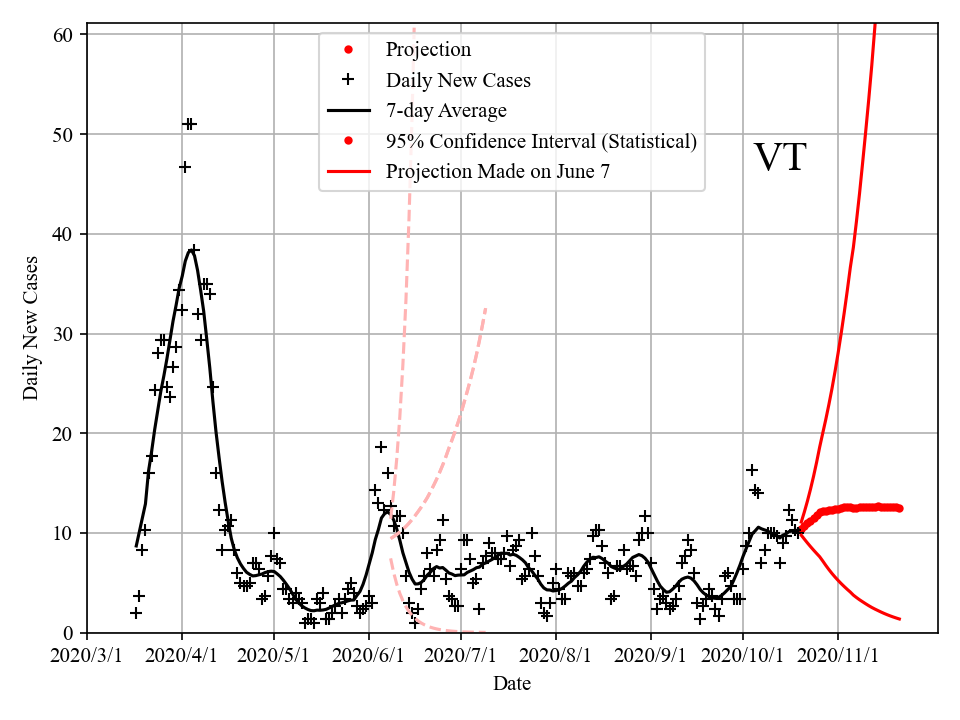 60
50
40
30
20
10
0
Daily New Cases
Projection
Daily New Cases
7-day Average
95% Confidence Interval (Statistical)
Projection Made on June 7
VT
2020/3/1 2020/4/1 2020/5/1 2020/6/1 2020/7/1 2020/8/1 2020/9/1 2020/10/1 2020/11/1
Date